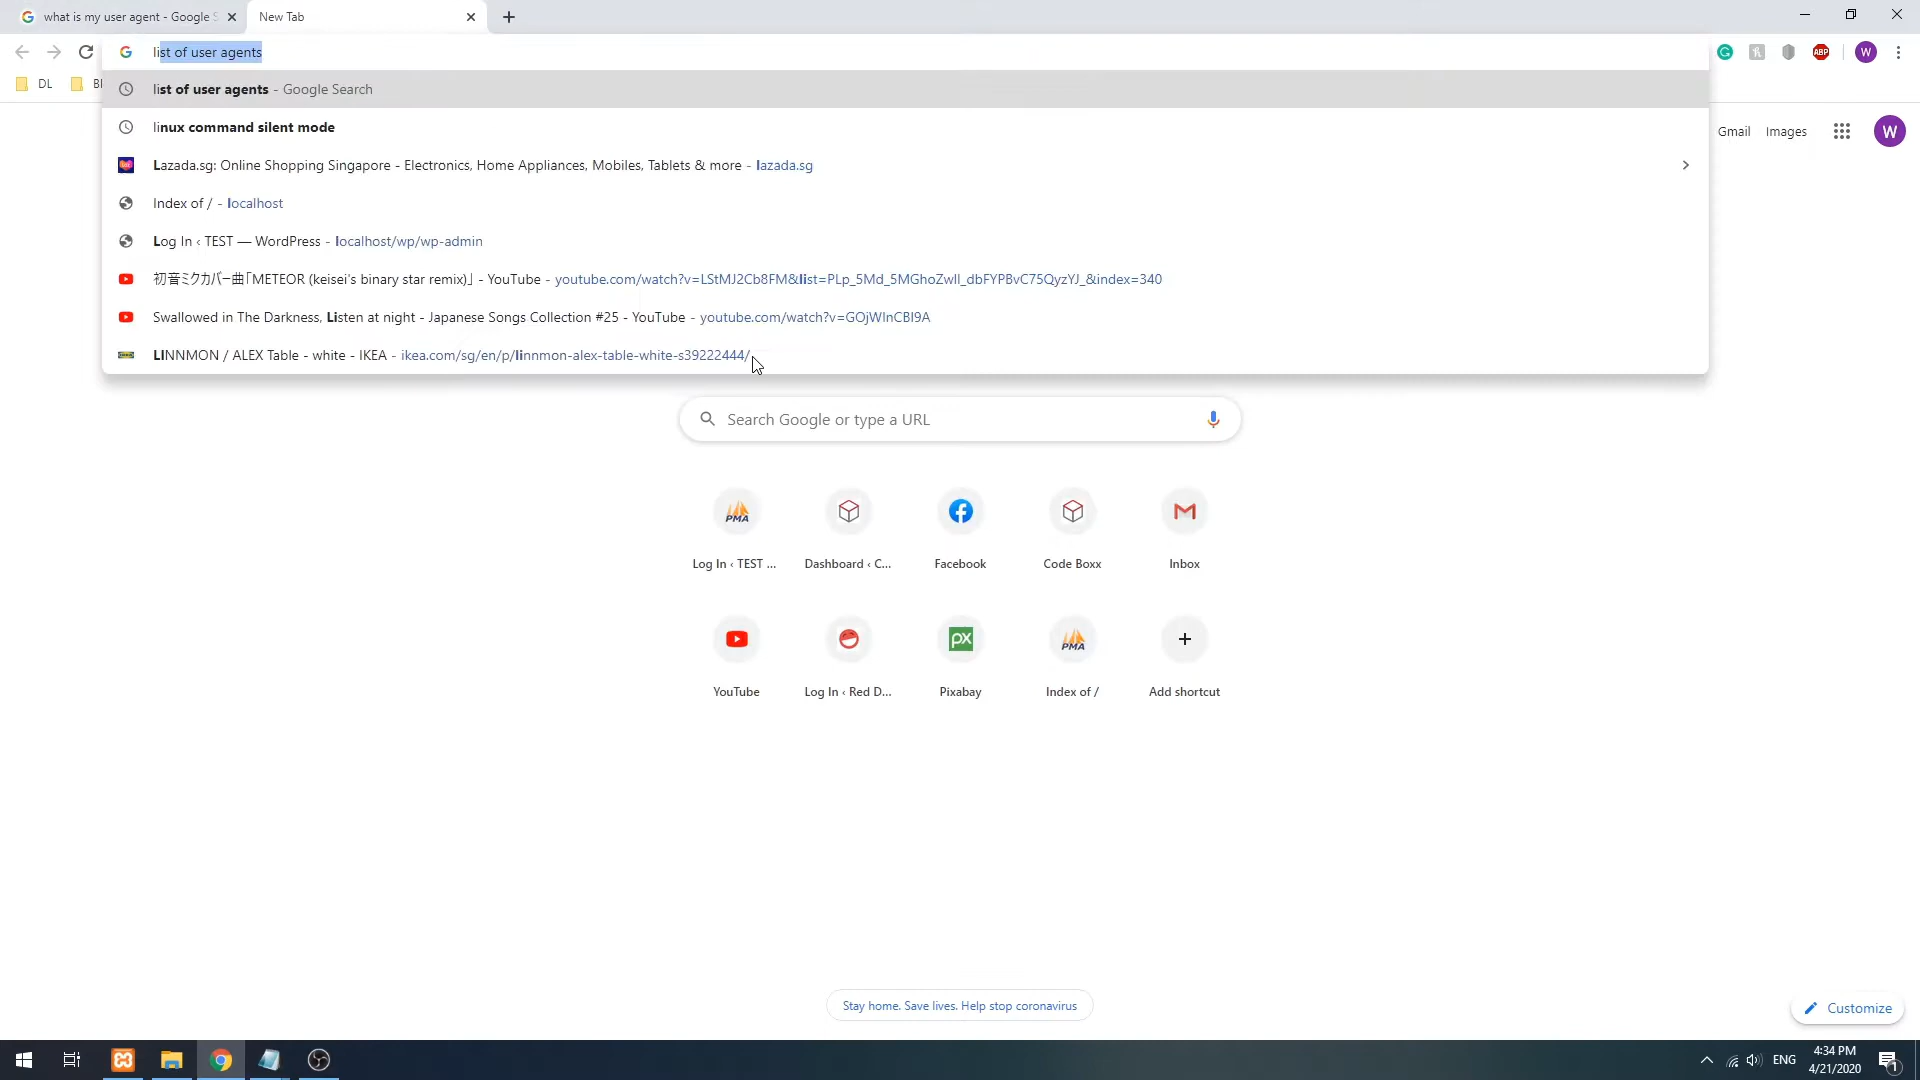 what is my user agent - Google S
New Tab
list of user agents
ABP
W
DL
list of user agents - Google Search
linux command silent mode
Lazada.sg: Online Shopping Singapore - Electronics, Home Appliances, Mobiles, Tablets & more - lazada.sg
Index of / - localhost
Log In ‹ TEST — WordPress - localhost/wp/wp-admin
初音ミクカバー曲「METEOR (keisei's binary star remix)」 - YouTube - youtube.com/watch?v=LStMJ2Cb8FM&list=PLp_5Md_5MGhoZwIl_dbFYPBvC75QyzYJ_&index=340
Swallowed in The Darkness, Listen at night - Japanese Songs Collection #25 - YouTube - youtube.com/watch?v=GOjWInCBI9A
LINNMON / ALEX Table - white - IKEA - ikea.com/sg/en/p/linnmon-alex-table-white-s39222444/
Gmail
Images
W
Search Google or type a URL
PMA
Log In ‹ TEST ...
Dashboard ‹ C...
Facebook
Code Boxx
Inbox
px
PMA
YouTube
Log In ‹ Red D...
Pixabay
Index of /
Add shortcut
Stay home. Save lives. Help stop coronavirus
Customize
ENG
4:34 PM
4/21/2020
1